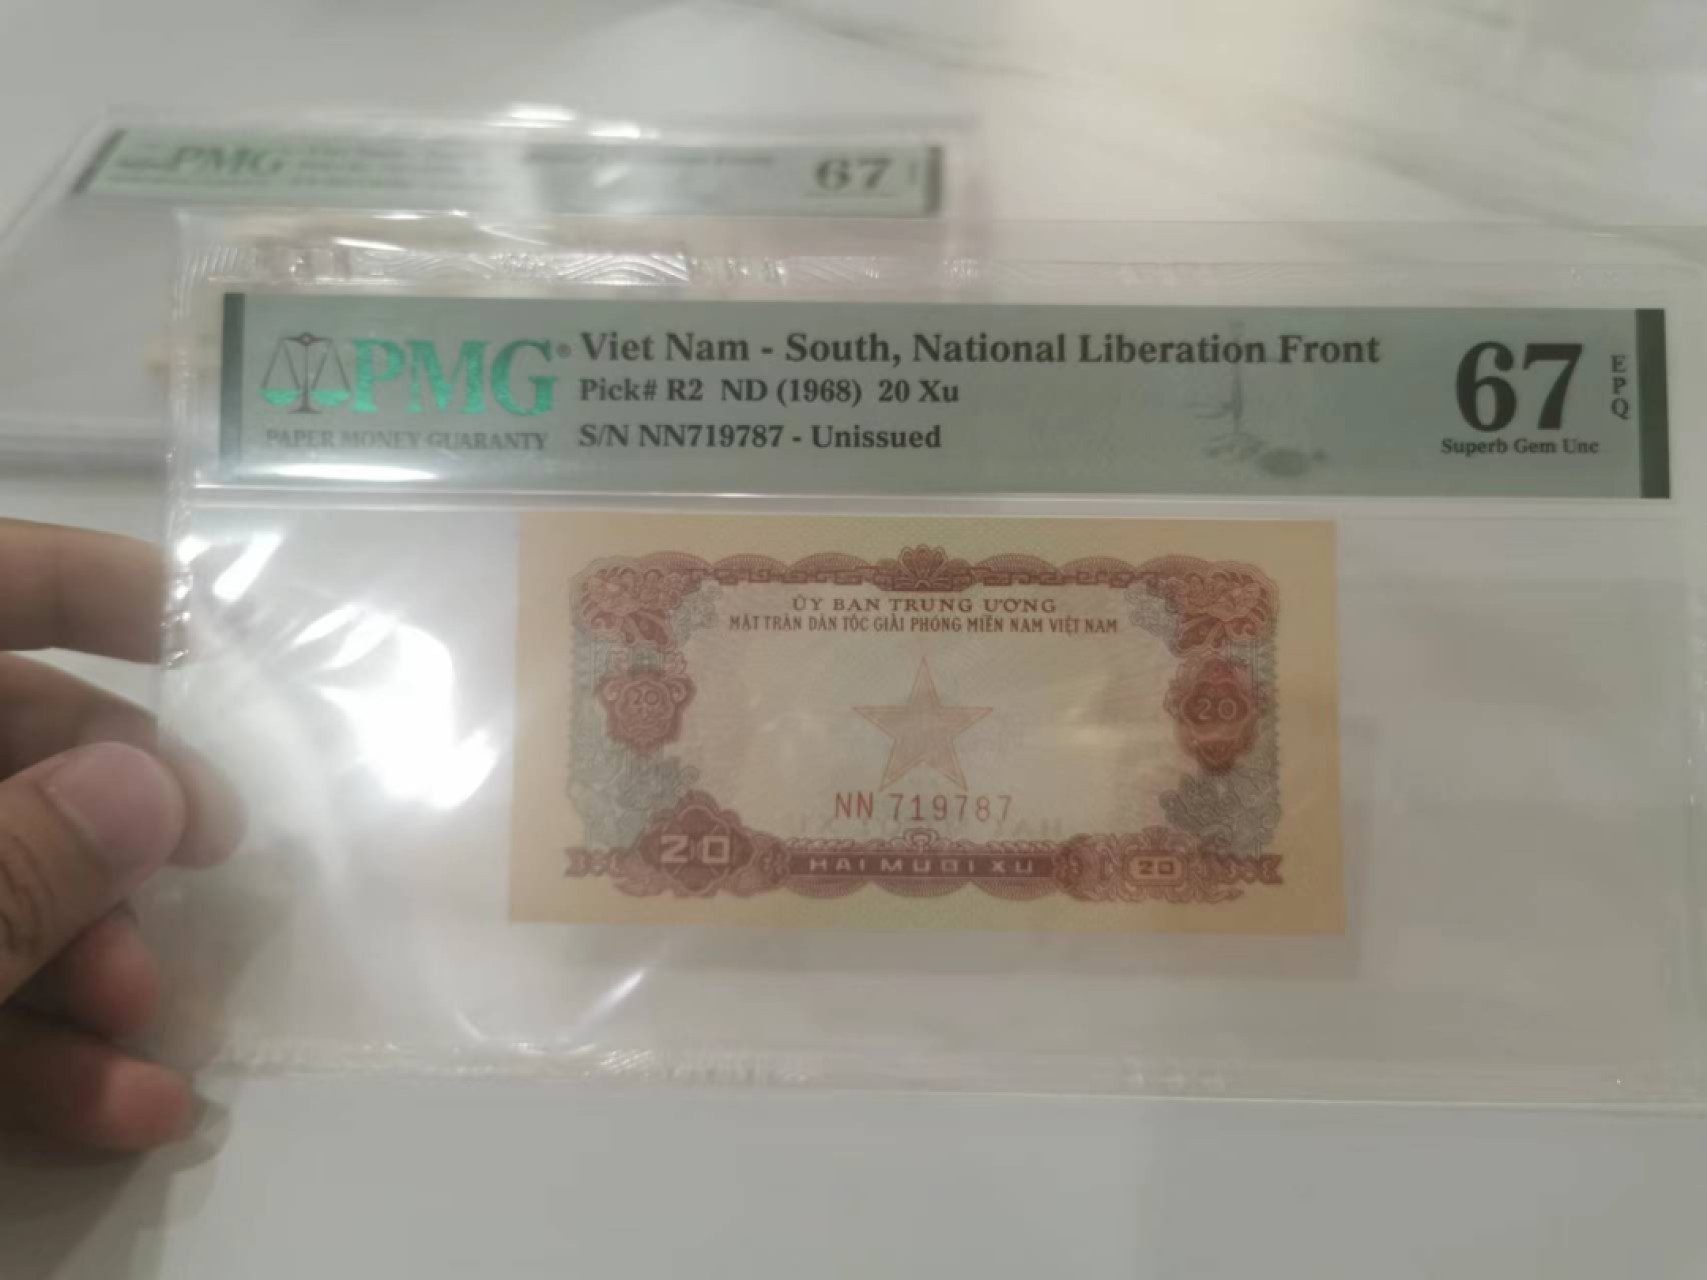 PMG
67
PMG®
PAPER MONEY GUARANTY
Viet Nam - South, National Liberation Front
Pick# R2 ND (1968) 20 Xu
S/N NN719787 - Unissued
67
EPQ
Superb Gem Unc
ỦY BAN TRUNG ƯƠNG
MẶT TRẬN DÂN TỘC GIẢI PHÓNG MIỀN NAM VIỆT NAM
20
20
NN 719787
20
HAI MƯƠI XU
20